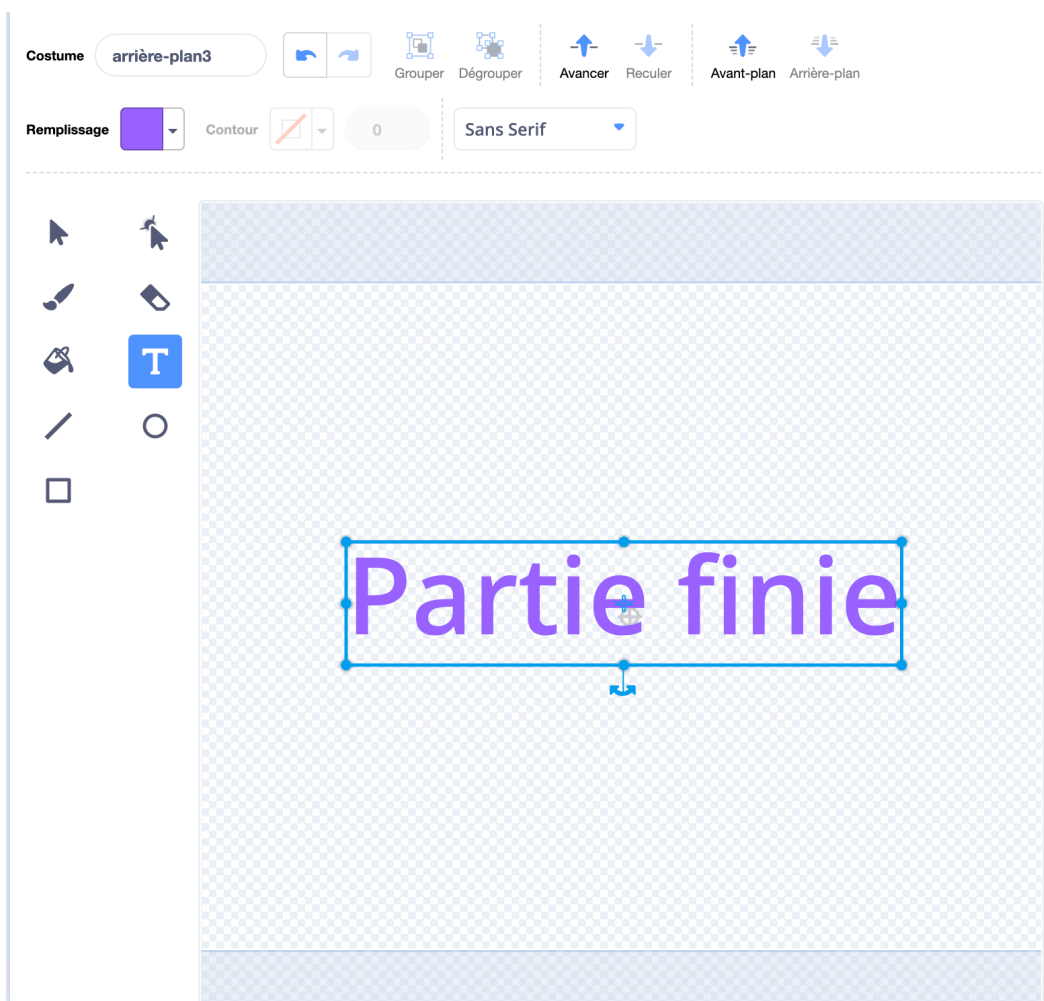 Costume arrière-plan3
Grouper Dégrouper Avancer Reculer Avant-plan Arrière-plan
Remplissage Contour 0 Sans Serif
T
Partie finie